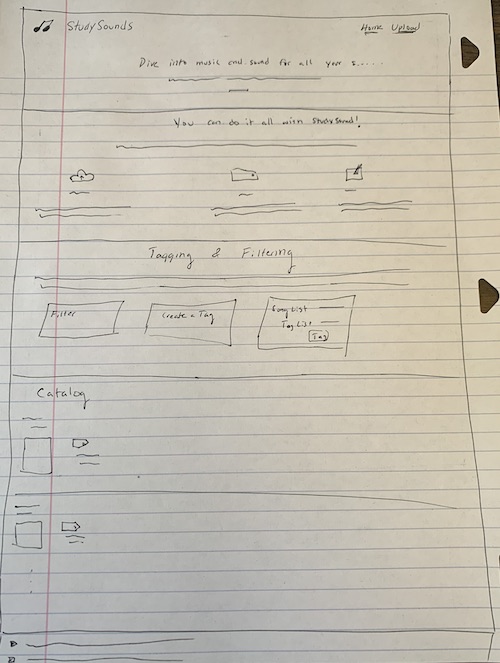 StudySounds
Home Upload
Dive into music and sound for all your s.....
You can do it all with StudySound!
Tagging & Filtering
Filter
Create a Tag
Song List
Tag List
Tag
Catalog